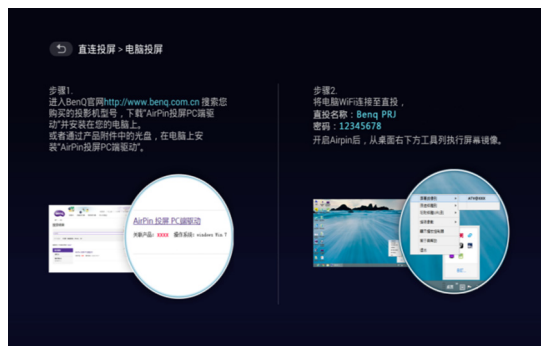 直连投屏 > 电脑投屏
步骤1.
进入BenQ官网http://www.benq.com.cn 搜索您
购买的投影机型号，下载"AirPin投屏PC端驱
动"并安装在您的电脑上。
或者通过产品附件中的光盘，在电脑上安
装"AirPin投屏PC端驱动"。
AirPin 投屏 PC端驱动
关联产品: XXXX 操作系统: windows Vin 7
步骤2.
将电脑WiFi连接至直投，
直投名称：Benq PRJ
密码：12345678
开启Airpin后，从桌面右下方工具列执行屏幕镜像。